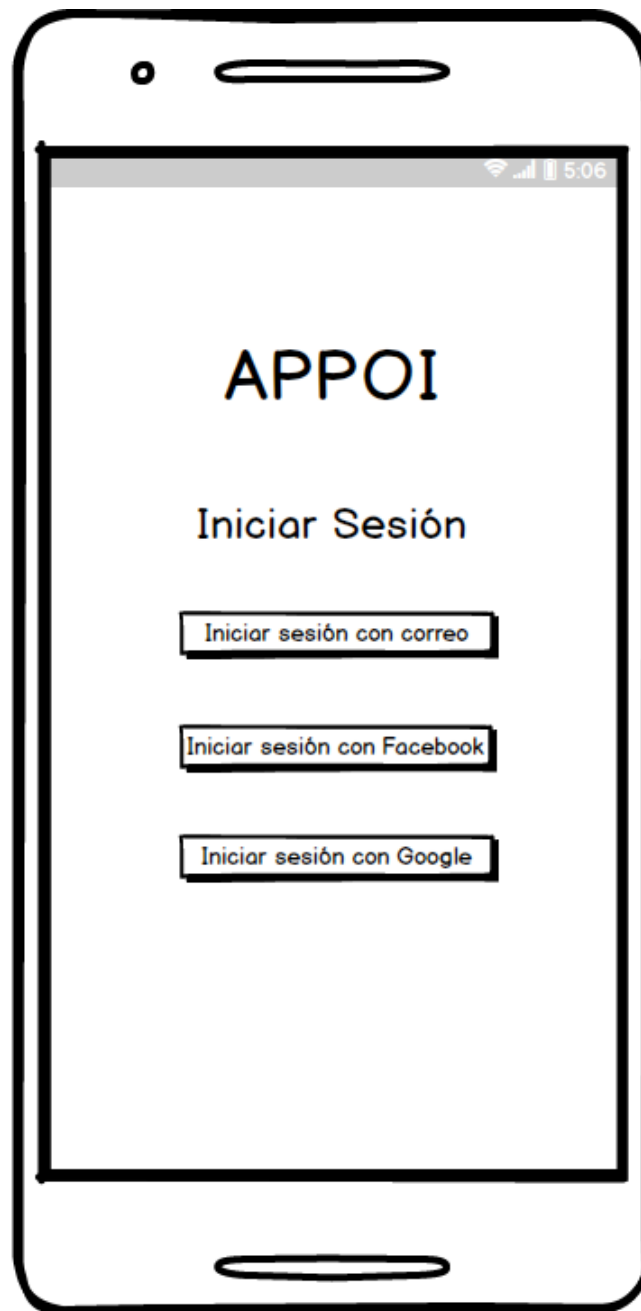 5:06
APPOI
Iniciar Sesión
Iniciar sesión con correo
Iniciar sesión con Facebook
Iniciar sesión con Google